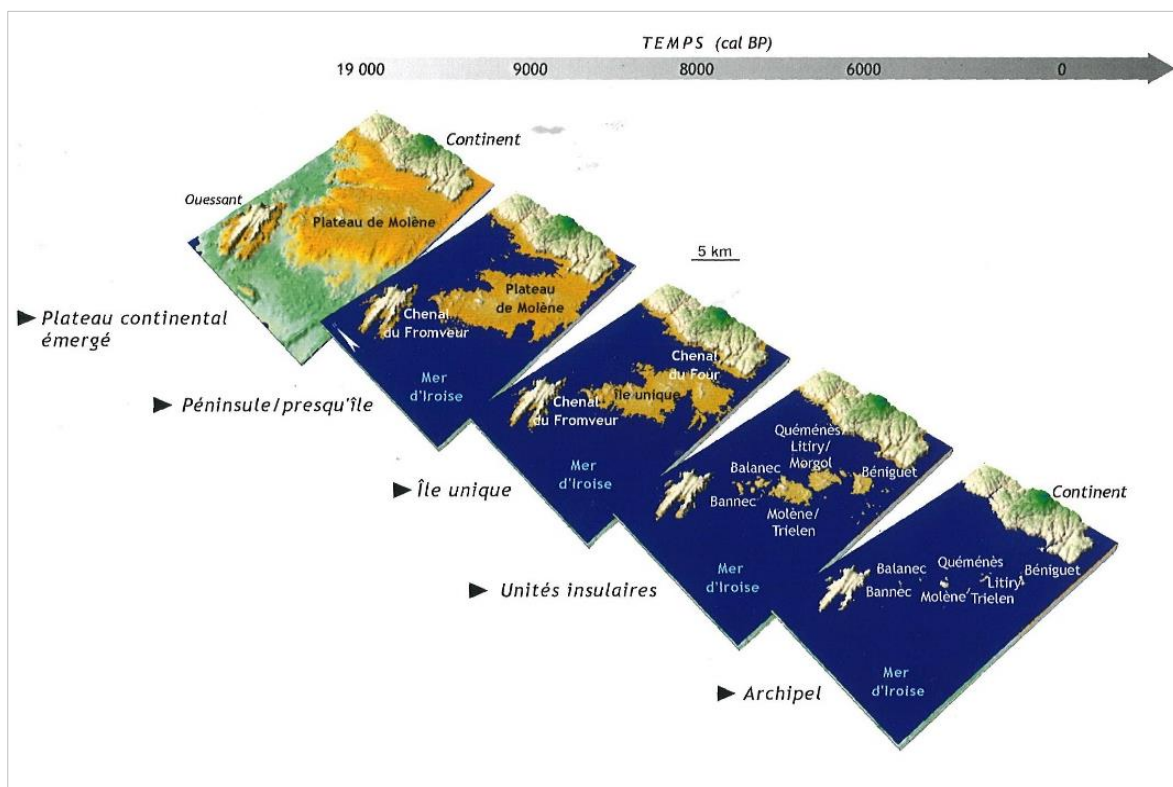 TEMPS (cal BP)
19 000 9000 8000 6000 0
Continent
Ouessant
Plateau de Molène
5 km
Plateau continental
émergé
Plateau
de Molène
Chenal
du Fromveur
Mer
d'Iroise
Péninsule/presqu'île
Chenal
du Four
île unique
Chenal
du Fromveur
Mer
d'Iroise
Île unique
Quéménès/
Litiry/
Morgol
Balanec
Béniguet
Bannec
Molène/
Trielen
Mer
d'Iroise
Unités insulaires
Continent
Balanec
Quéménès
Béniguet
Bannec
Litiry
Molène
Trielen
Mer
d'Iroise
Archipel